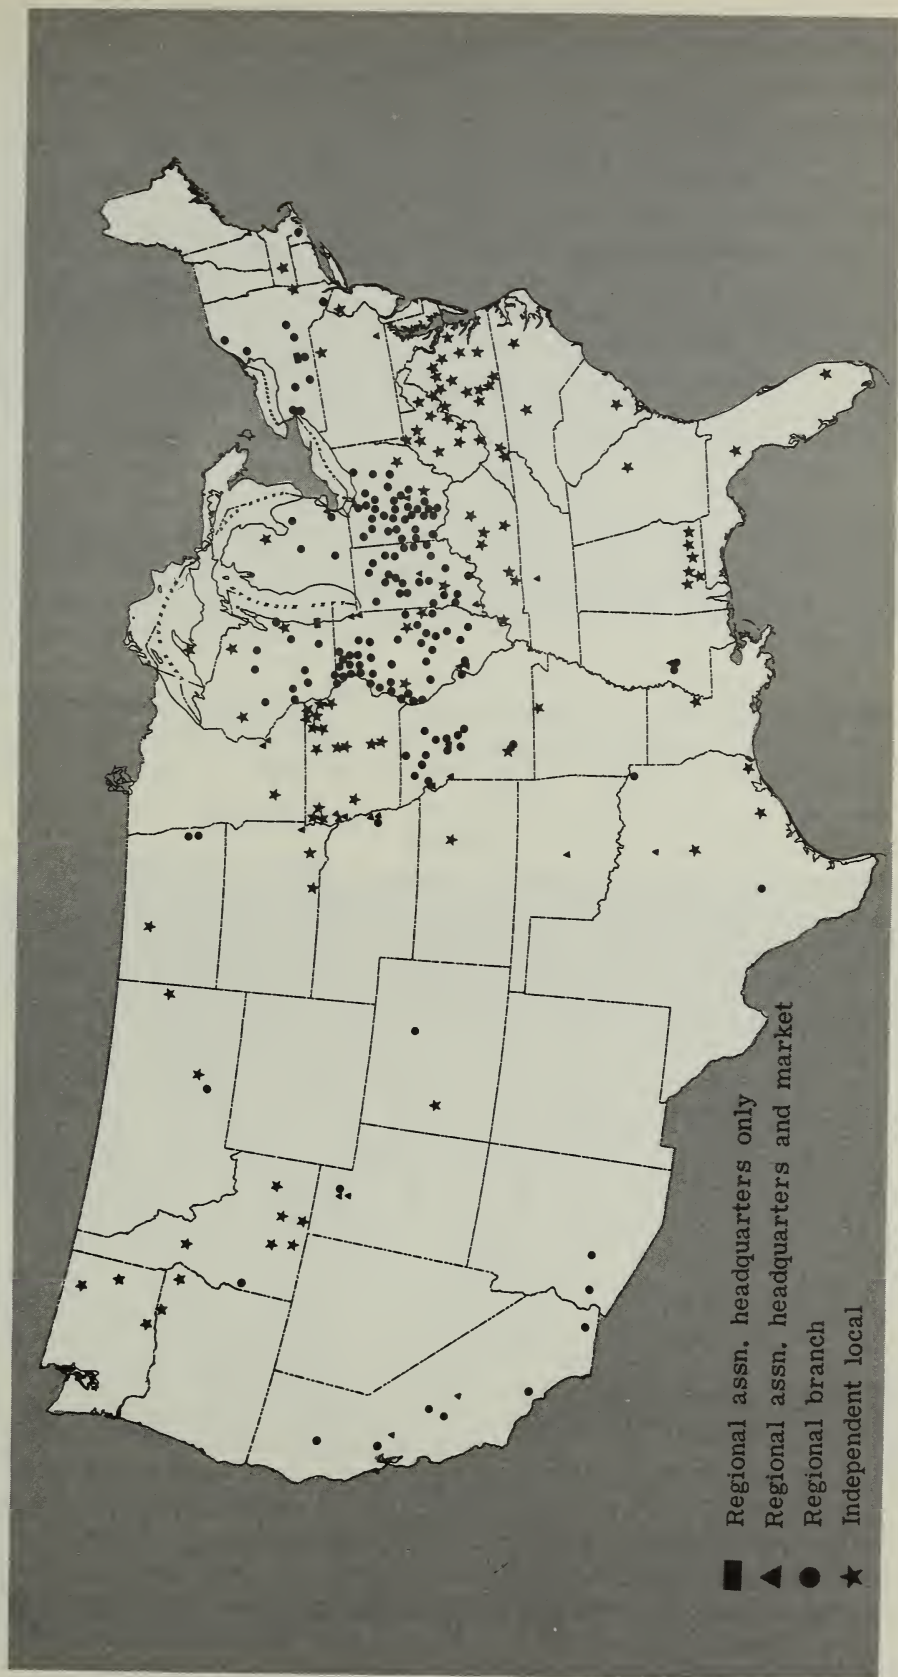 Regional assn. headquarters only
Regional assn. headquarters and market
Regional branch
Independent local